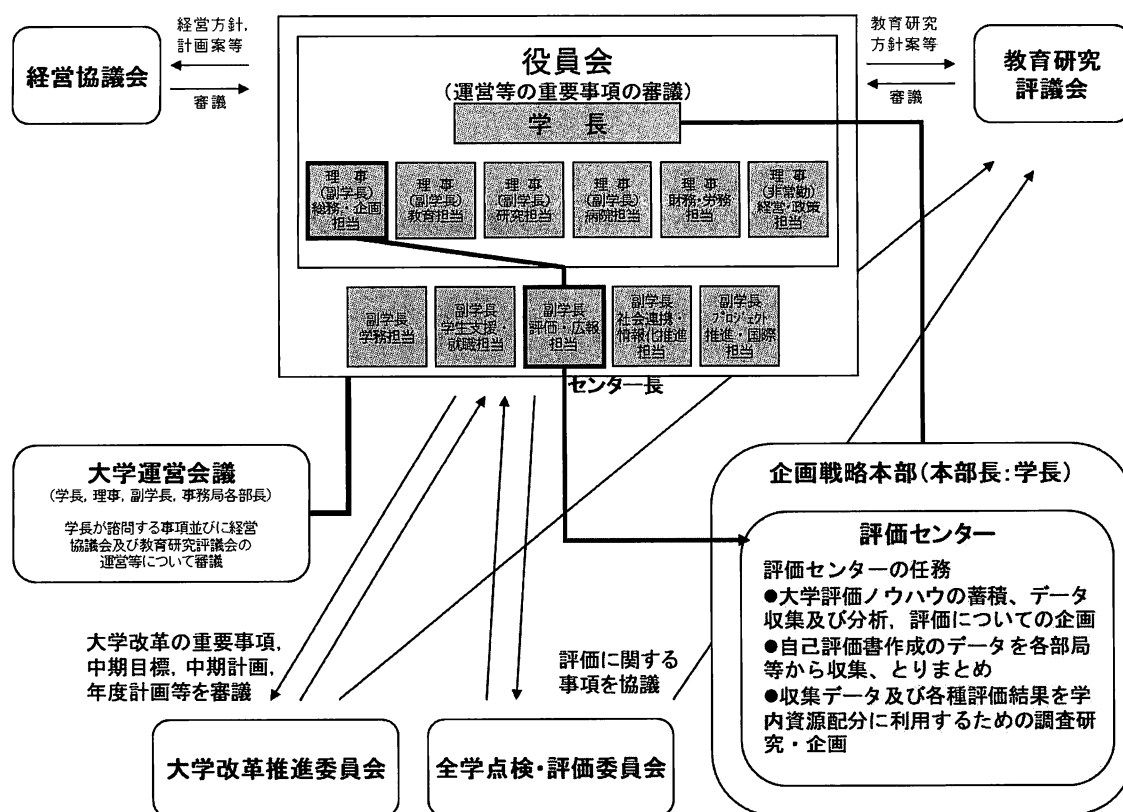 経営方針,
計画案等
経営協議会
審議
役員会
(運営等の重要事項の審議)
学　長
教育研究
方針案等
審議
教育研究
評議会
理 事
(副学長)
総務・企画
担当
理 事
(副学長)
教育担当
理 事
(副学長)
研究担当
理 事
(副学長)
病院担当
理 事
財務・労務
担当
理 事
(非常勤)
経営・政策
担当
副学長
学務担当
副学長
学生支援・
就職担当
副学長
評価・広報
担当
副学長
社会連携・
情報化推進
担当
副学長
プロジェクト
推進・国際
担当
センター長
大学運営会議
(学長, 理事, 副学長, 事務局各部長)
学長が諮問する事項並びに経営
協議会及び教育研究評議会の
運営等について審議
企画戦略本部(本部長:学長)
評価センター
評価センターの任務
●大学評価ノウハウの蓄積、データ
収集及び分析, 評価についての企画
●自己評価書作成のデータを各部局
等から収集、とりまとめ
●収集データ及び各種評価結果を学
内資源配分に利用するための調査研
究・企画
大学改革の重要事項,
中期目標, 中期計画,
年度計画等を審議
評価に関する
事項を協議
大学改革推進委員会
全学点検・評価委員会